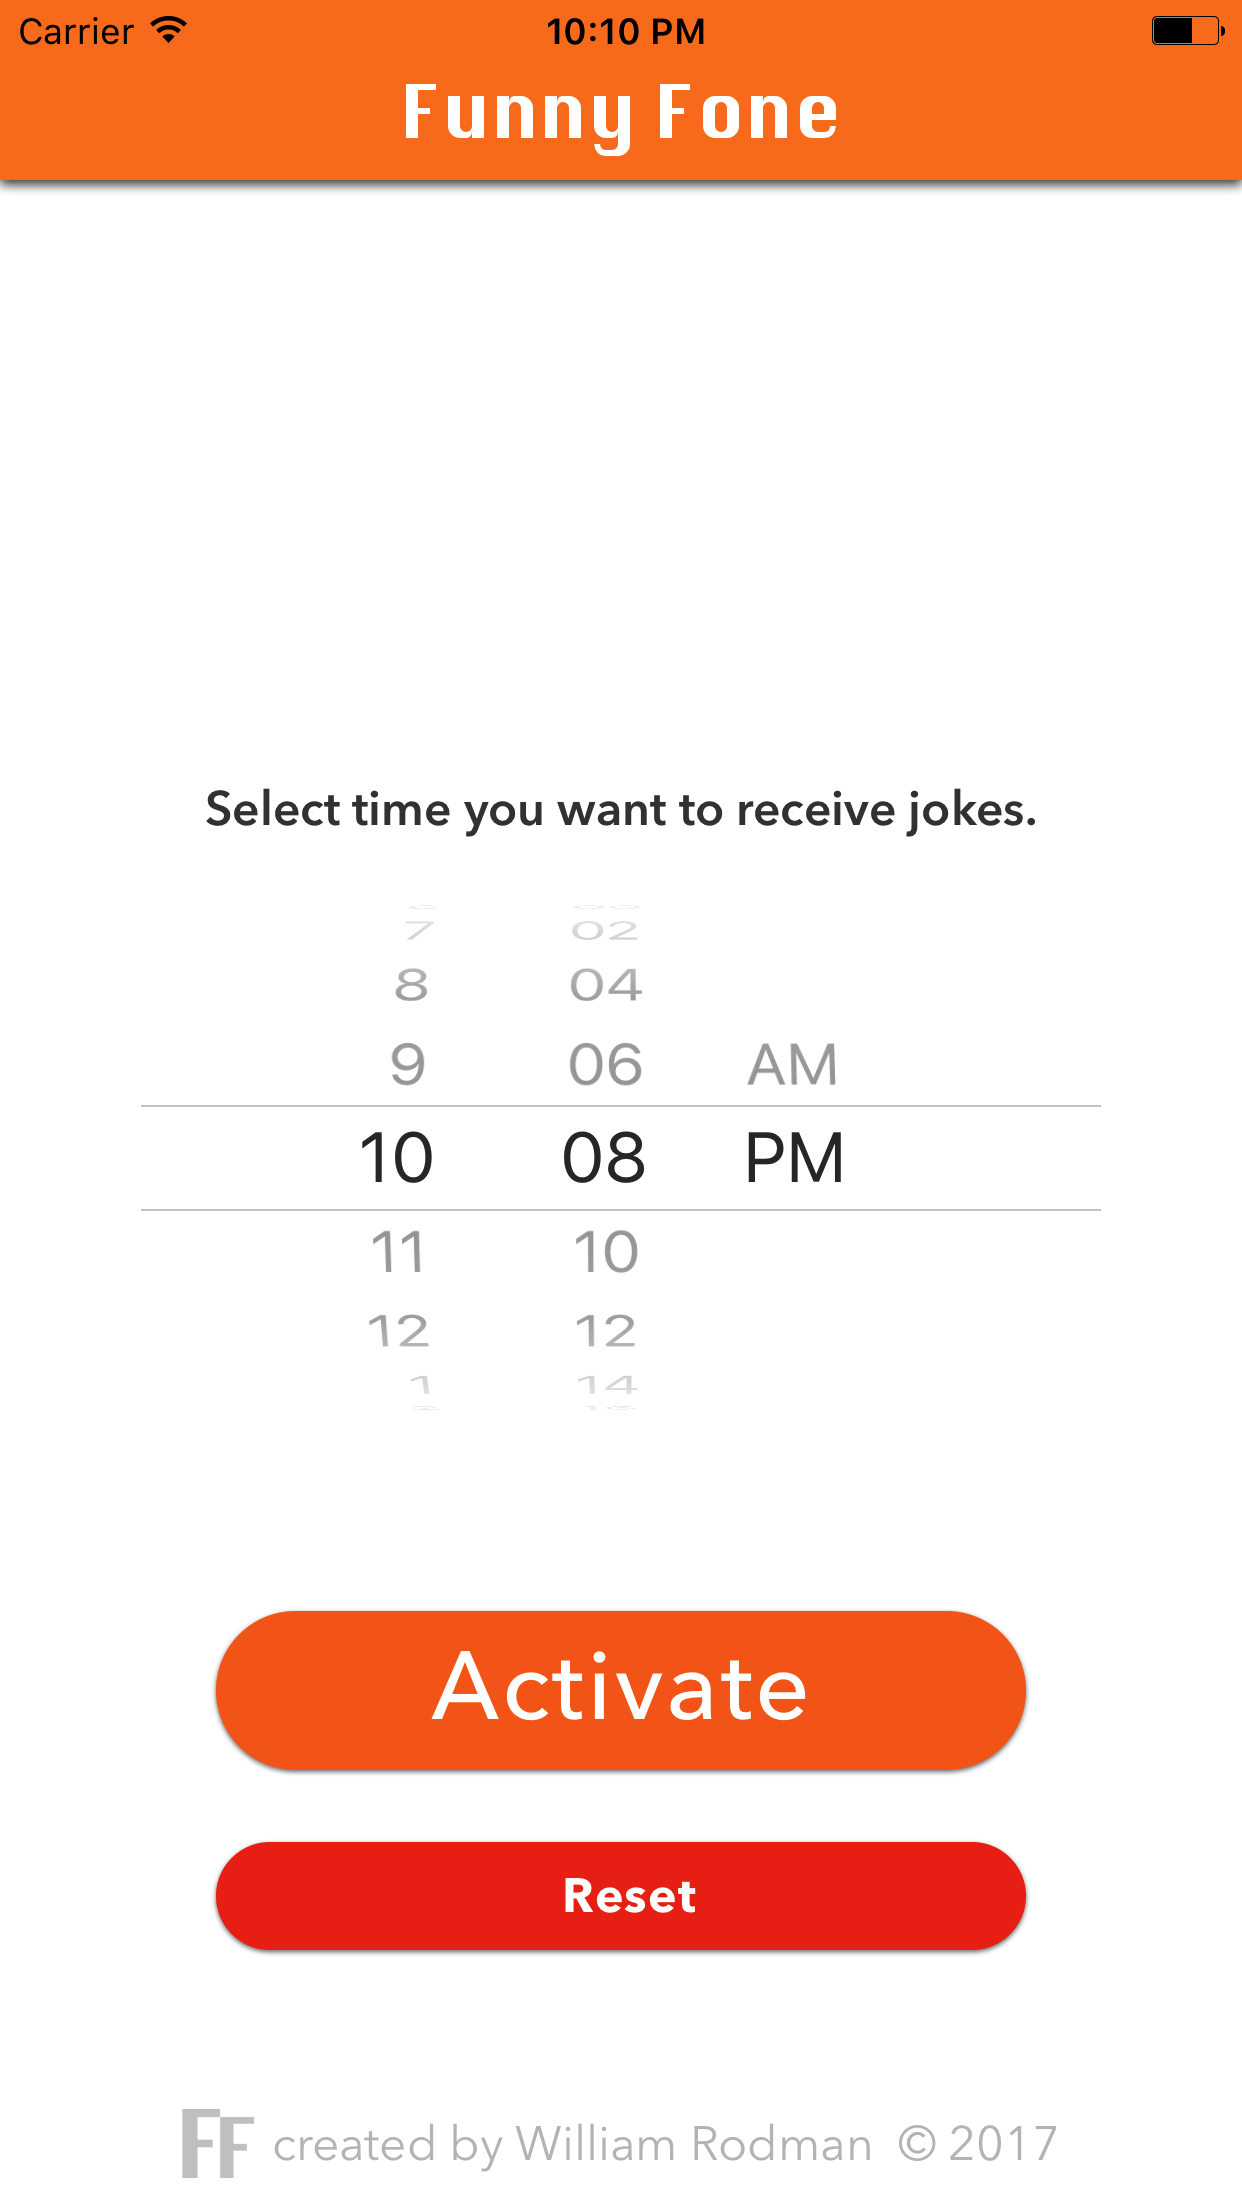 Carrier 10:10 PM
Funny Fone
Select time you want to receive jokes.
7 02
8 04
9 06 AM
10 08 PM
11 10
12 12
1 14
Activate
Reset
FF created by William Rodman © 2017